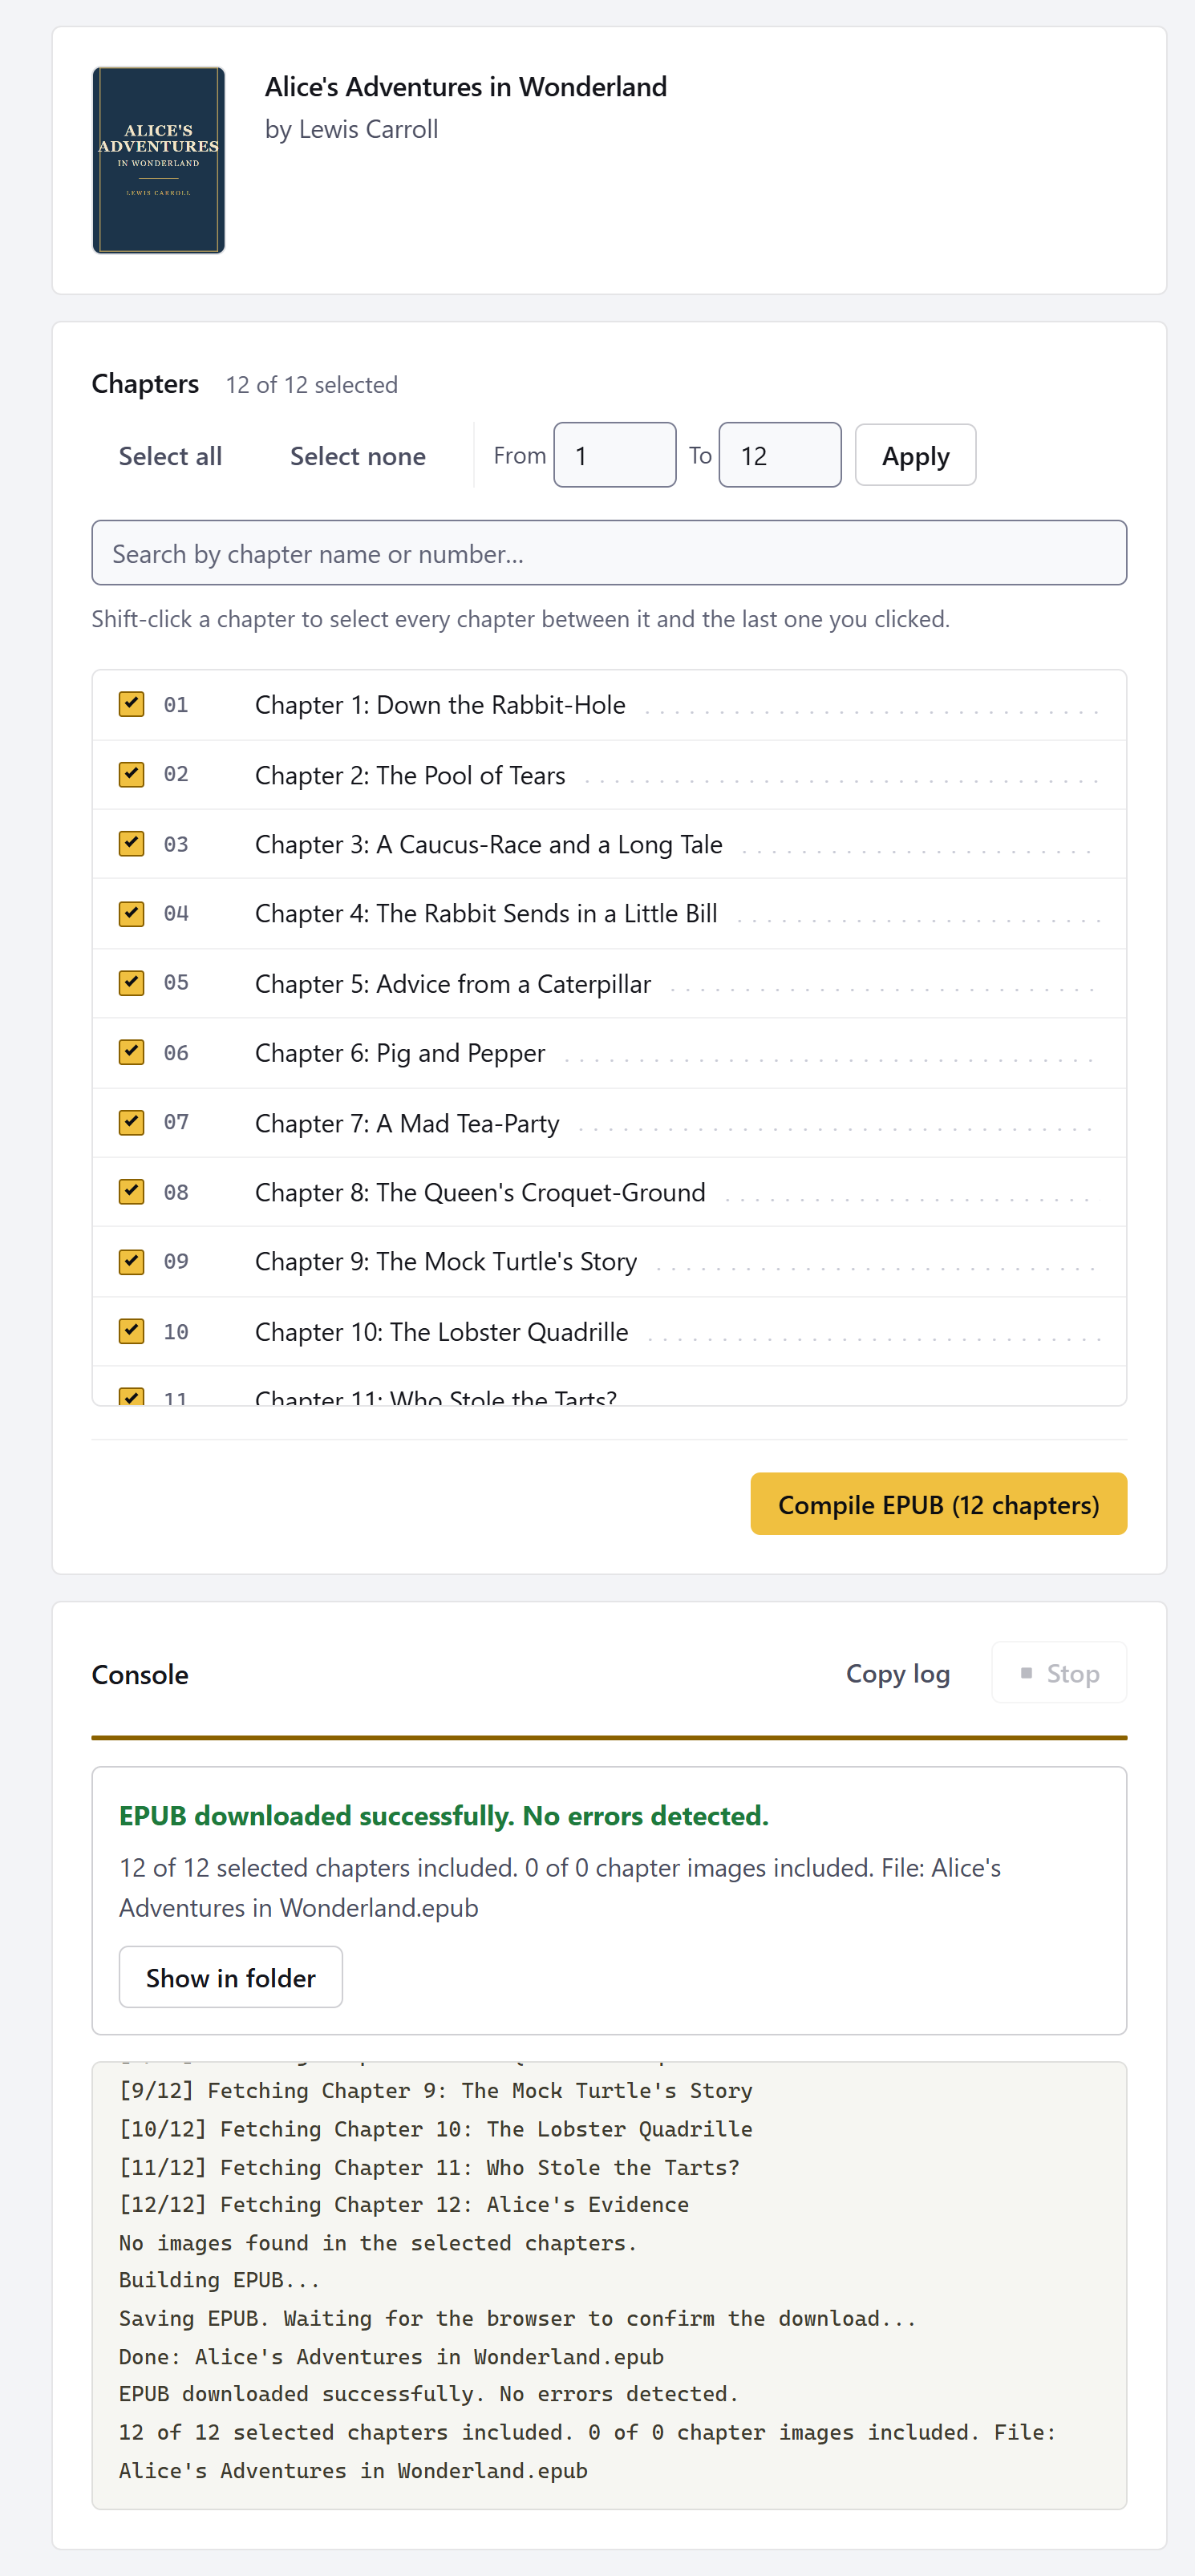 ALICE'S
ADVENTURES
IN WONDERLAND
LEWIS CARROLL
Alice's Adventures in Wonderland
by Lewis Carroll
Chapters 12 of 12 selected
Select all Select none From 1 To 12 Apply
Search by chapter name or number...
Shift-click a chapter to select every chapter between it and the last one you clicked.
01 Chapter 1: Down the Rabbit-Hole
02 Chapter 2: The Pool of Tears
03 Chapter 3: A Caucus-Race and a Long Tale
04 Chapter 4: The Rabbit Sends in a Little Bill
05 Chapter 5: Advice from a Caterpillar
06 Chapter 6: Pig and Pepper
07 Chapter 7: A Mad Tea-Party
08 Chapter 8: The Queen's Croquet-Ground
09 Chapter 9: The Mock Turtle's Story
10 Chapter 10: The Lobster Quadrille
11 Chapter 11: Who Stole the Tarts?
Compile EPUB (12 chapters)
Console Copy log Stop
EPUB downloaded successfully. No errors detected.
12 of 12 selected chapters included. 0 of 0 chapter images included. File: Alice's
Adventures in Wonderland.epub
Show in folder
[9/12] Fetching Chapter 9: The Mock Turtle's Story
[10/12] Fetching Chapter 10: The Lobster Quadrille
[11/12] Fetching Chapter 11: Who Stole the Tarts?
[12/12] Fetching Chapter 12: Alice's Evidence
No images found in the selected chapters.
Building EPUB...
Saving EPUB. Waiting for the browser to confirm the download...
Done: Alice's Adventures in Wonderland.epub
EPUB downloaded successfully. No errors detected.
12 of 12 selected chapters included. 0 of 0 chapter images included. File:
Alice's Adventures in Wonderland.epub